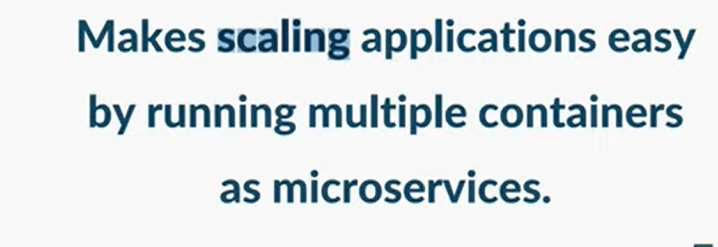 Makes scaling applications easy
by running multiple containers
as microservices.